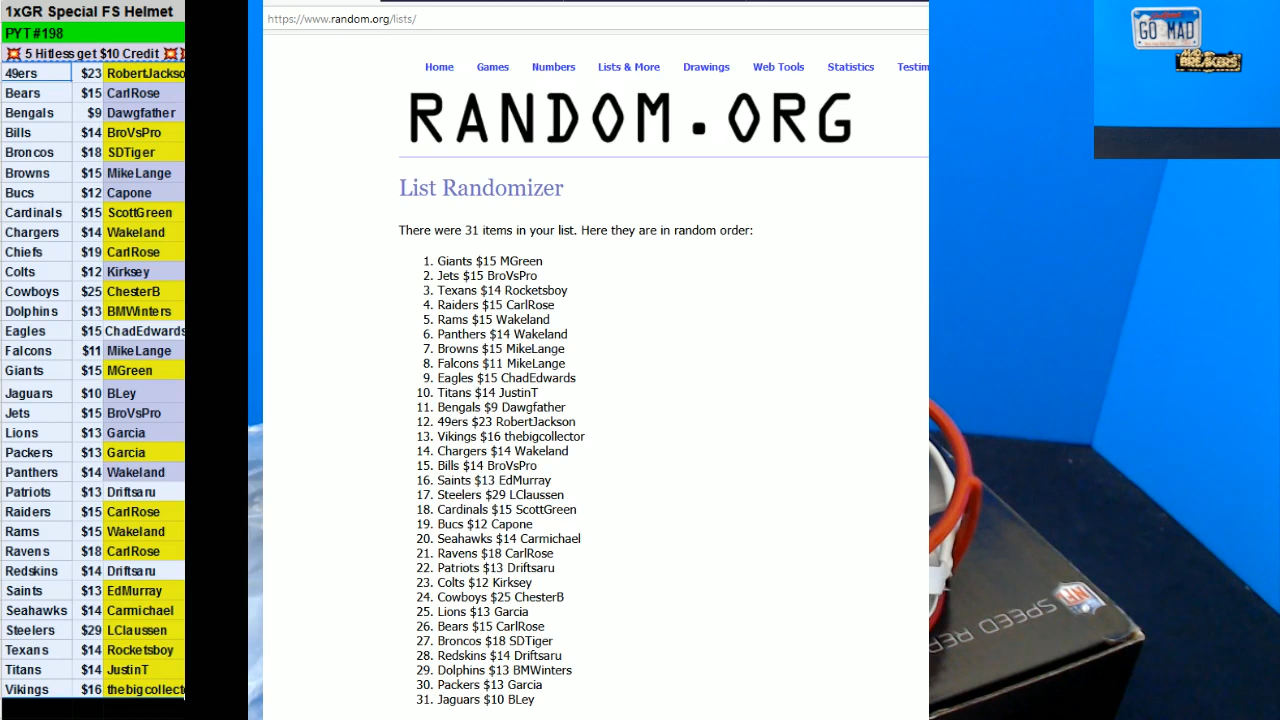 1xGR Special FS Helmet
PYT #198
5 Hitless get $10 Credit
49ers $23 RobertJackso
Bears $15 CarlRose
Bengals $9 Dawgfather
Bills $14 BroVsPro
Broncos $18 SDTiger
Browns $15 MikeLange
Bucs $12 Capone
Cardinals $15 ScottGreen
Chargers $14 Wakeland
Chiefs $19 CarlRose
Colts $12 Kirksey
Cowboys $25 ChesterB
Dolphins $13 BMWinters
Eagles $15 ChadEdwards
Falcons $11 MikeLange
Giants $15 MGreen
Jaguars $10 BLey
Jets $15 BroVsPro
Lions $13 Garcia
Packers $13 Garcia
Panthers $14 Wakeland
Patriots $13 Driftsaru
Raiders $15 CarlRose
Rams $15 Wakeland
Ravens $18 CarlRose
Redskins $14 Driftsaru
Saints $13 EdMurray
Seahawks $14 Carmichael
Steelers $29 LClaussen
Texans $14 Rocketsboy
Titans $14 JustinT
Vikings $16 thebigcollect
https://www.random.org/lists/
Home Games Numbers Lists & More Drawings Web Tools Statistics Testim
RANDOM.ORG
List Randomizer
There were 31 items in your list. Here they are in random order:
1. Giants $15 MGreen
2. Jets $15 BroVsPro
3. Texans $14 Rocketsboy
4. Raiders $15 CarlRose
5. Rams $15 Wakeland
6. Panthers $14 Wakeland
7. Browns $15 MikeLange
8. Falcons $11 MikeLange
9. Eagles $15 ChadEdwards
10. Titans $14 JustinT
11. Bengals $9 Dawgfather
12. 49ers $23 RobertJackson
13. Vikings $16 thebigcollector
14. Chargers $14 Wakeland
15. Bills $14 BroVsPro
16. Saints $13 EdMurray
17. Steelers $29 LClaussen
18. Cardinals $15 ScottGreen
19. Bucs $12 Capone
20. Seahawks $14 Carmichael
21. Ravens $18 CarlRose
22. Patriots $13 Driftsaru
23. Colts $12 Kirksey
24. Cowboys $25 ChesterB
25. Lions $13 Garcia
26. Bears $15 CarlRose
27. Broncos $18 SDTiger
28. Redskins $14 Driftsaru
29. Dolphins $13 BMWinters
30. Packers $13 Garcia
31. Jaguars $10 BLey
GO MAD
MAD
BREAKERS
SPEED REP